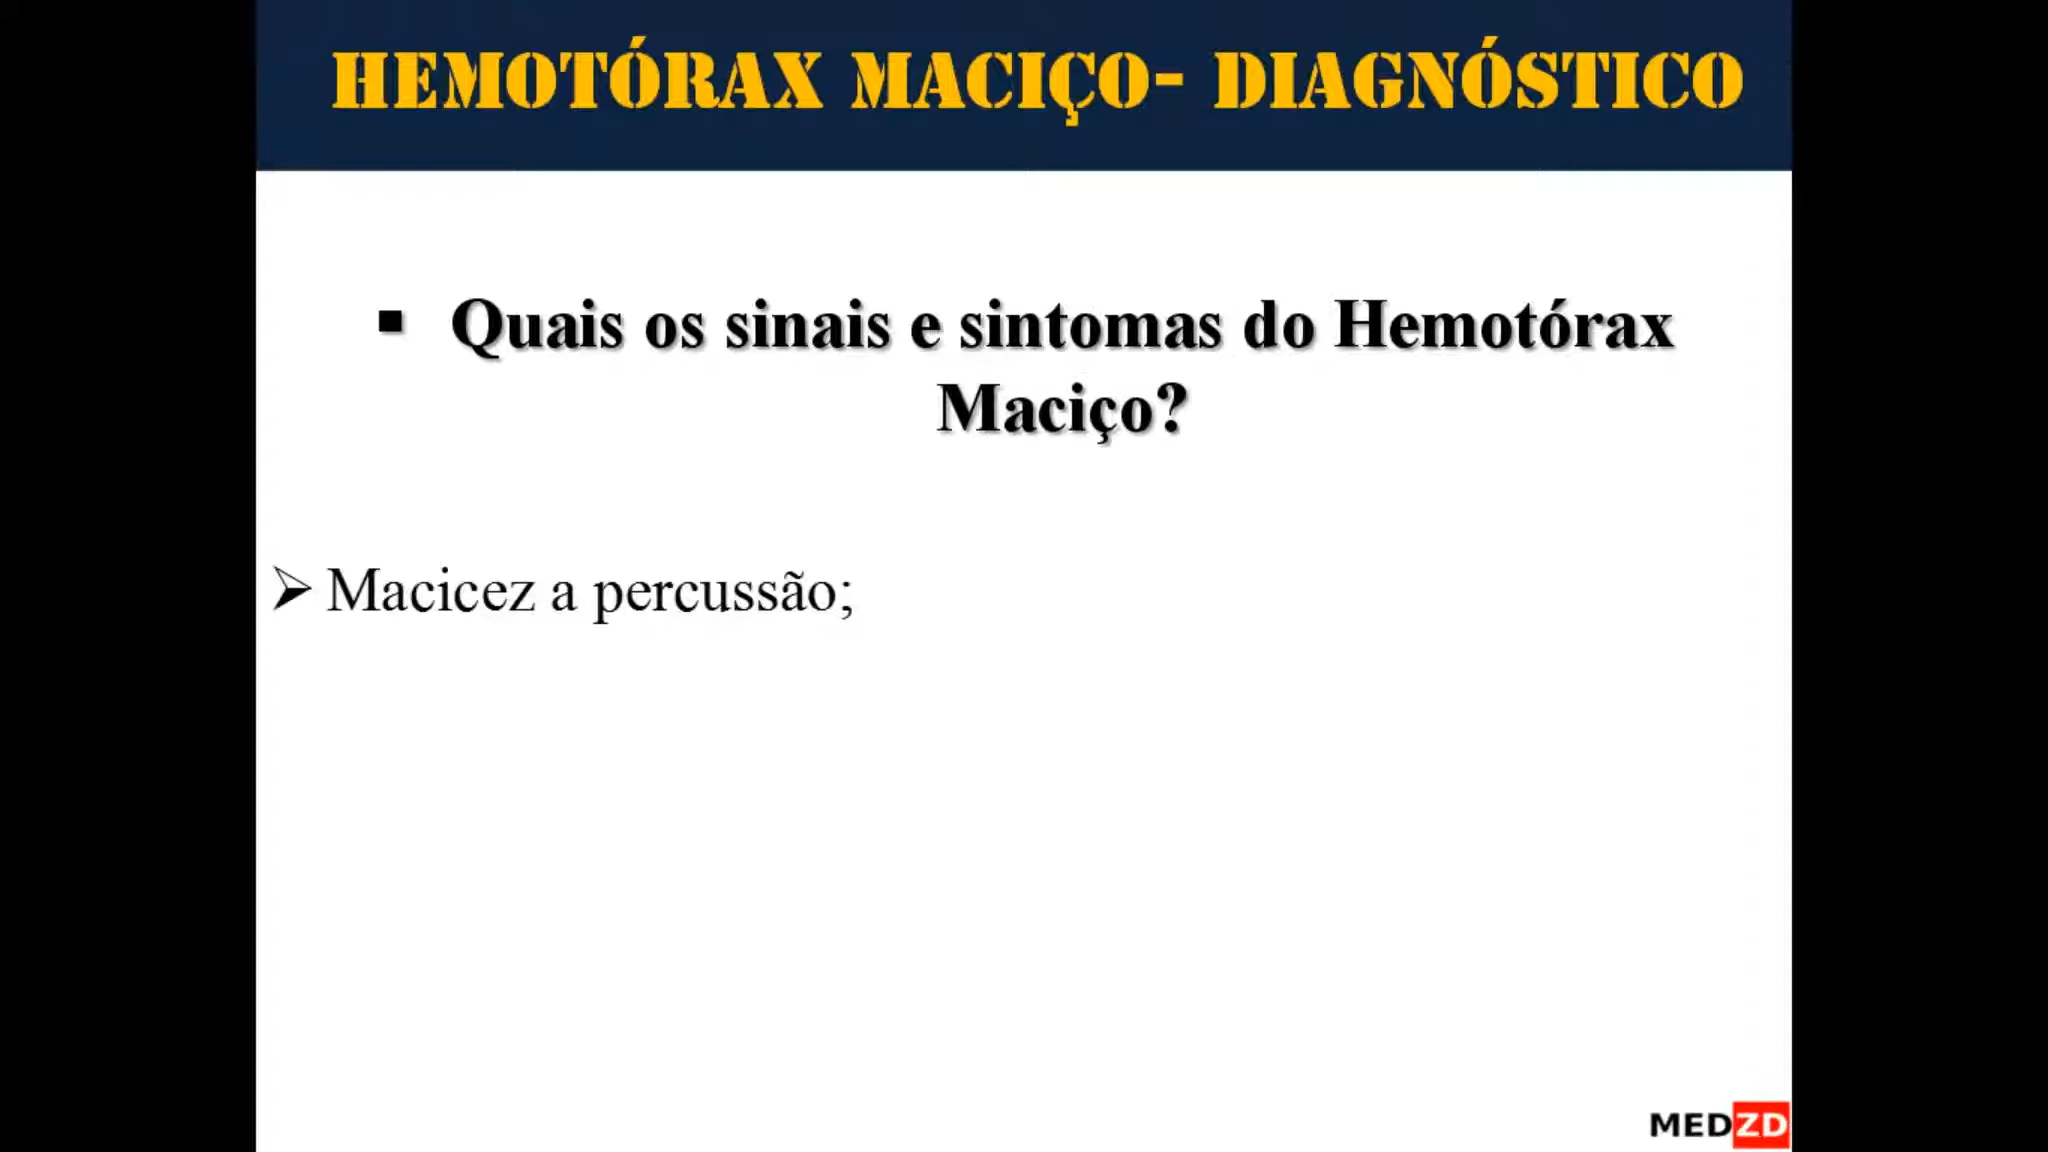 HEMOTÓRAX MACIÇO- DIAGNÓSTICO
▪ Quais os sinais e sintomas do Hemotórax
Maciço?
➢ Macicez a percussão;
MEDZD